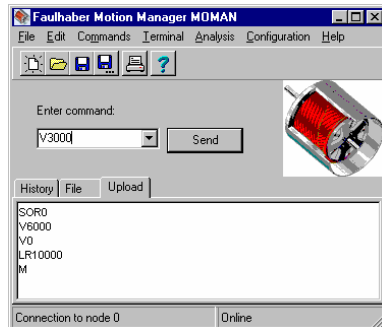 Faulhaber Motion Manager MOMAN
File Edit Commands Terminal Analysis Configuration Help
?
Enter command:
V3000
Send
History File Upload
SOR0
V6000
V0
LR10000
M
Connection to node 0 Online